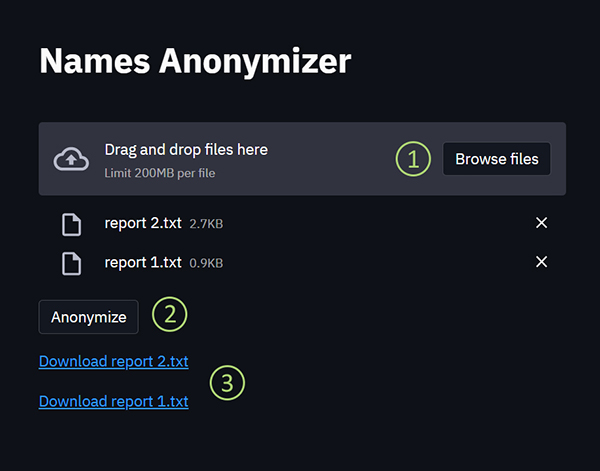 Names Anonymizer
Drag and drop files here
Limit 200MB per file
1
Browse files
report 2.txt 2.7KB
report 1.txt 0.9KB
Anonymize
2
Download report 2.txt
3
Download report 1.txt